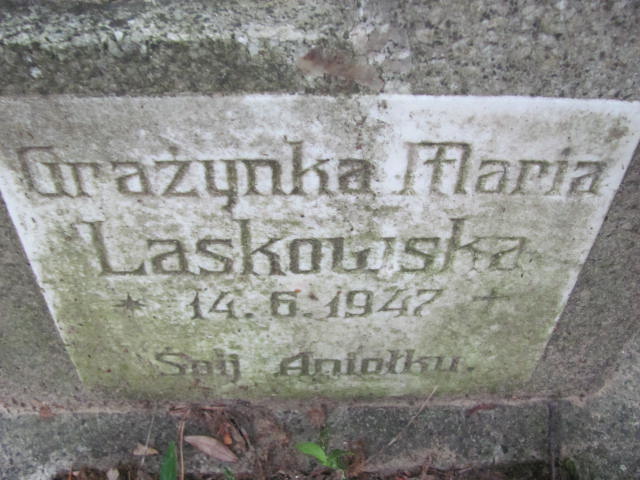 Grażynka Maria
Laskowska
* 14.6.1947 +
Śpij Aniołku.